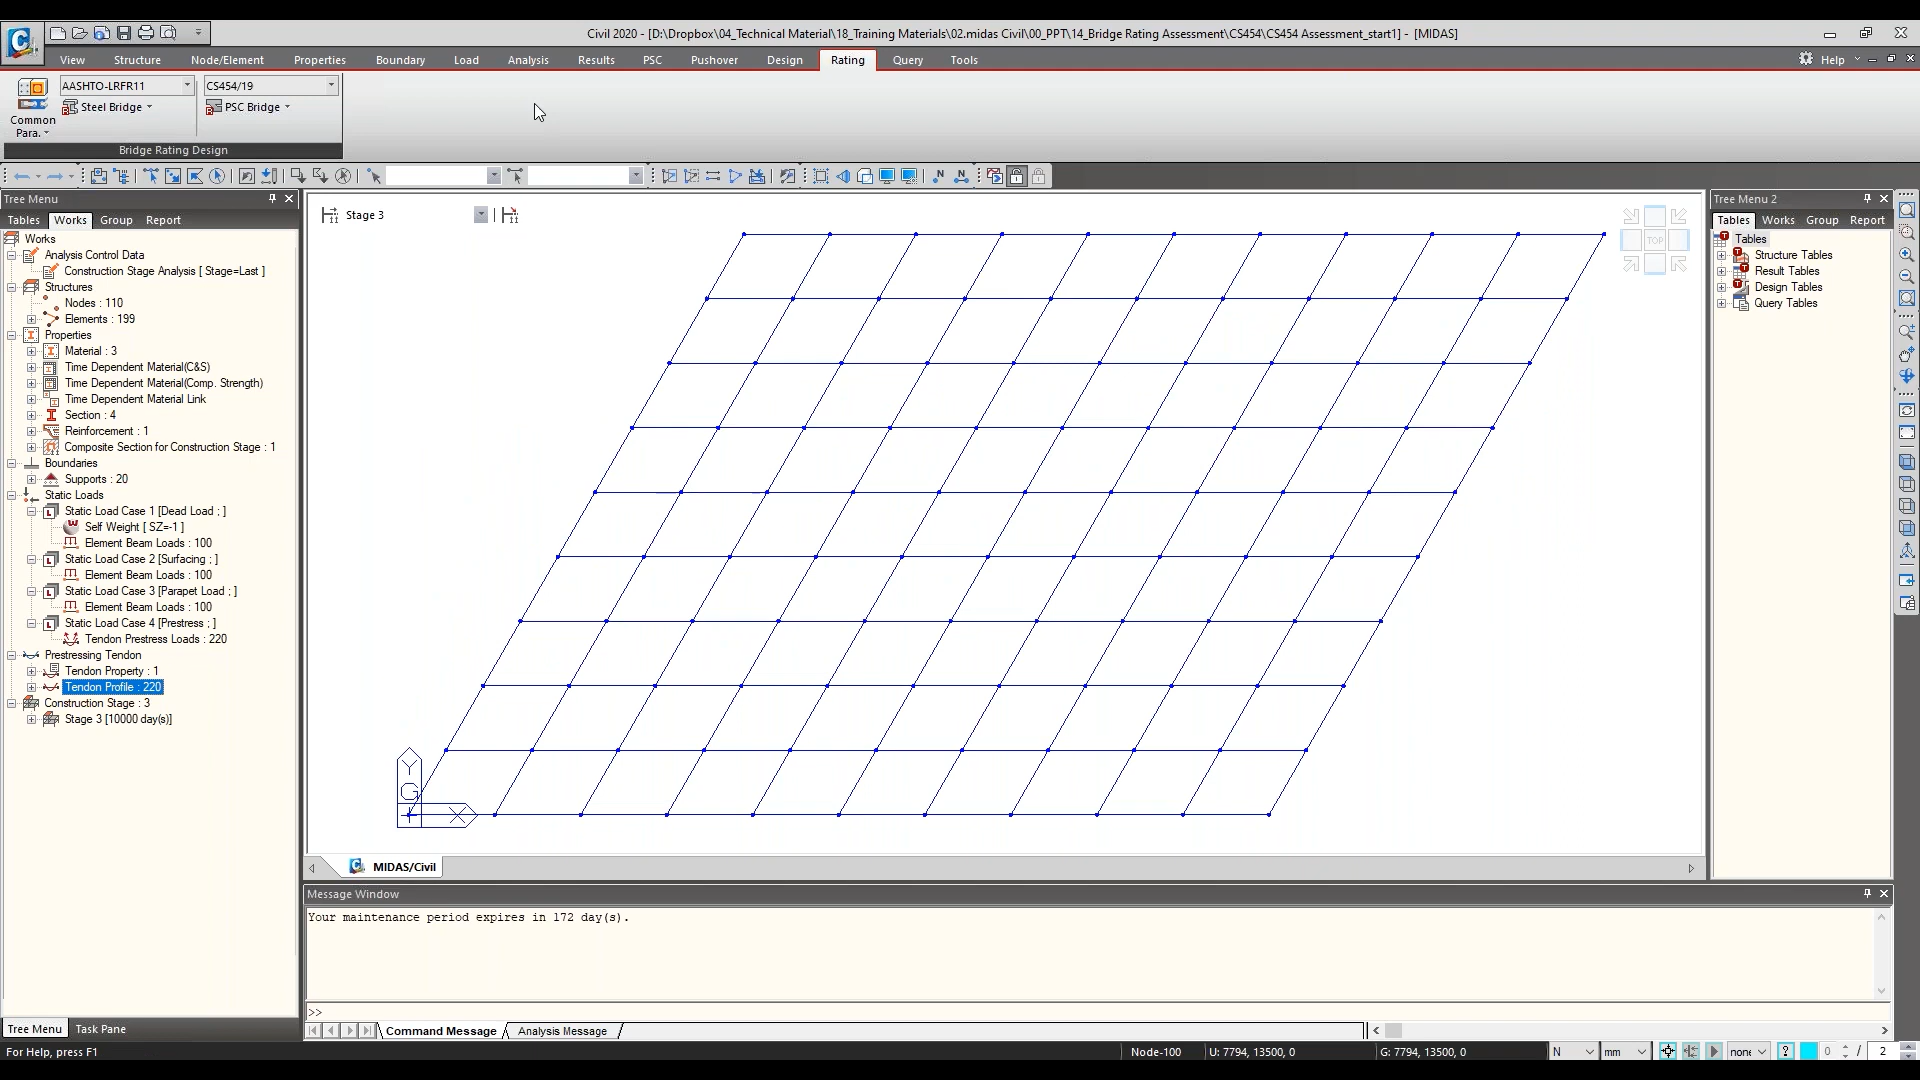 Civil 2020 - [D:\Dropbox\04_Technical Material\18_Training Materials\02.midas Civil\00_PPT\14_Bridge Rating Assessment\CS454\CS454 Assessment_start1] - [MIDAS]
View Structure Node/Element Properties Boundary Load Analysis Results PSC Pushover Design Rating Query Tools Help
AASHTO-LRFR11 CS454/19
Steel Bridge PSC Bridge
Common
Para.
Bridge Rating Design
Tree Menu
Tables Works Group Report
Works
Analysis Control Data
Construction Stage Analysis [ Stage=Last ]
Structures
Nodes : 110
Elements : 199
Properties
Material : 3
Time Dependent Material(C&S)
Time Dependent Material(Comp. Strength)
Time Dependent Material Link
Section : 4
Reinforcement : 1
Composite Section for Construction Stage : 1
Boundaries
Supports : 20
Static Loads
Static Load Case 1 [Dead Load ; ]
Self Weight [ SZ=-1 ]
Element Beam Loads : 100
Static Load Case 2 [Surfacing ; ]
Element Beam Loads : 100
Static Load Case 3 [Parapet Load ; ]
Element Beam Loads : 100
Static Load Case 4 [Prestress ; ]
Tendon Prestress Loads : 220
Prestressing Tendon
Tendon Property : 1
Tendon Profile : 220
Construction Stage : 3
Stage 3 [10000 day(s)]
Tree Menu Task Pane
Stage 3
TOP
Y
G
X
MIDAS/Civil
Message Window
Your maintenance period expires in 172 day(s).
>>
Command Message Analysis Message
Tree Menu 2
Tables Works Group Report
Tables
Structure Tables
Result Tables
Design Tables
Query Tables
For Help, press F1
Node-100 U: 7794, 13500, 0 G: 7794, 13500, 0 N mm none ? 0 / 2